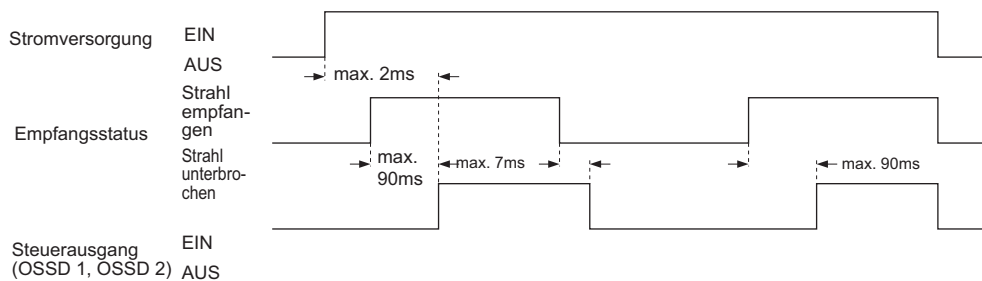 Stromversorgung
EIN
AUS
max. 2ms
Empfangsstatus
Strahl
empfan-
gen
Strahl
unterbro-
chen
max.
90ms
max. 7ms
max. 90ms
Steuerausgang
(OSSD 1, OSSD 2)
EIN
AUS